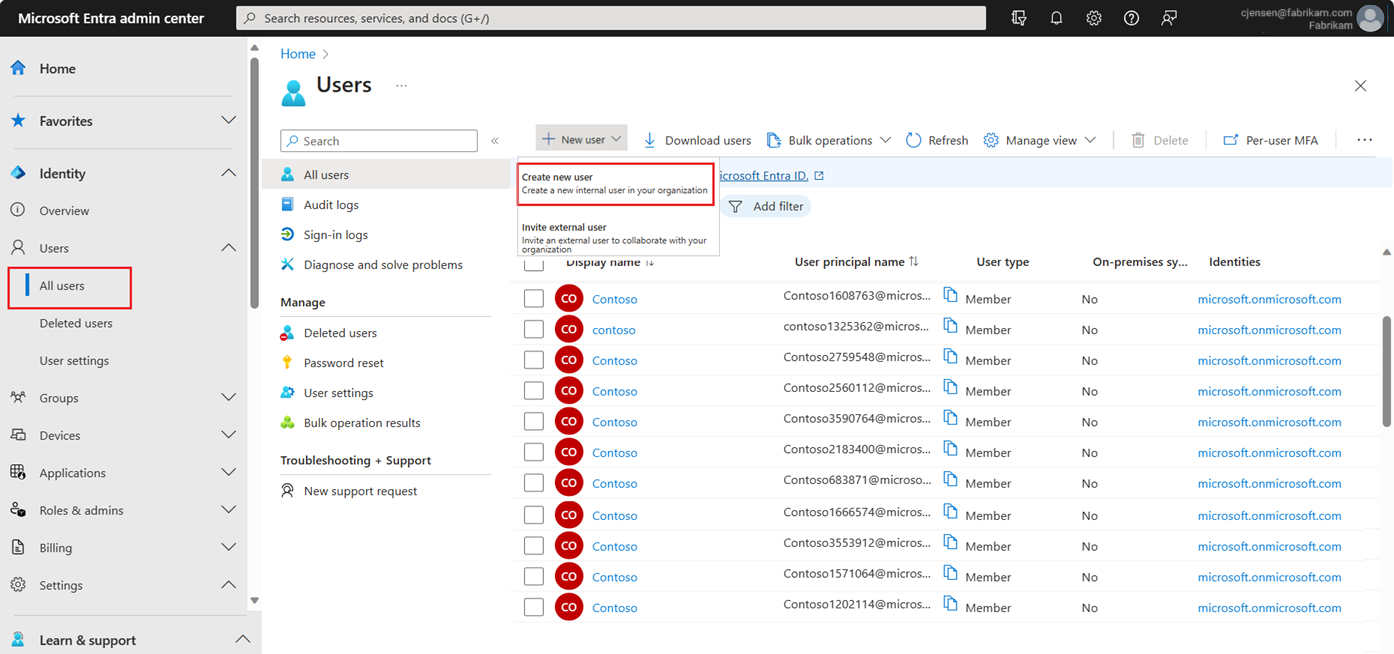 Microsoft Entra admin center
Search resources, services, and docs (G+/)
cjensen@fabrikam.com
Fabrikam
Home
Favorites
Identity
Overview
Users
All users
Deleted users
User settings
Groups
Devices
Applications
Roles & admins
Billing
Settings
Learn & support
Home >
Users ...
Search «
All users
Audit logs
Sign-in logs
Diagnose and solve problems
Manage
Deleted users
Password reset
User settings
Bulk operation results
Troubleshooting + Support
New support request
+ New user Download users Bulk operations Refresh Manage view Delete Per-user MFA ...
Create new user
Create a new internal user in your organization
Invite external user
Invite an external user to collaborate with your
organization
icrosoft Entra ID.
Add filter
Display name ↑↓ User principal name ↑↓ User type On-premises sy... Identities
CO Contoso Contoso1608763@micros... Member No microsoft.onmicrosoft.com
CO contoso contoso1325362@micros... Member No microsoft.onmicrosoft.com
CO Contoso Contoso2759548@micros... Member No microsoft.onmicrosoft.com
CO Contoso Contoso2560112@micros... Member No microsoft.onmicrosoft.com
CO Contoso Contoso3590764@micros... Member No microsoft.onmicrosoft.com
CO Contoso Contoso2183400@micros... Member No microsoft.onmicrosoft.com
CO Contoso Contoso683871@microso... Member No microsoft.onmicrosoft.com
CO Contoso Contoso1666574@micros... Member No microsoft.onmicrosoft.com
CO Contoso Contoso3553912@micros... Member No microsoft.onmicrosoft.com
CO Contoso Contoso1571064@micros... Member No microsoft.onmicrosoft.com
CO Contoso Contoso1202114@micros... Member No microsoft.onmicrosoft.com